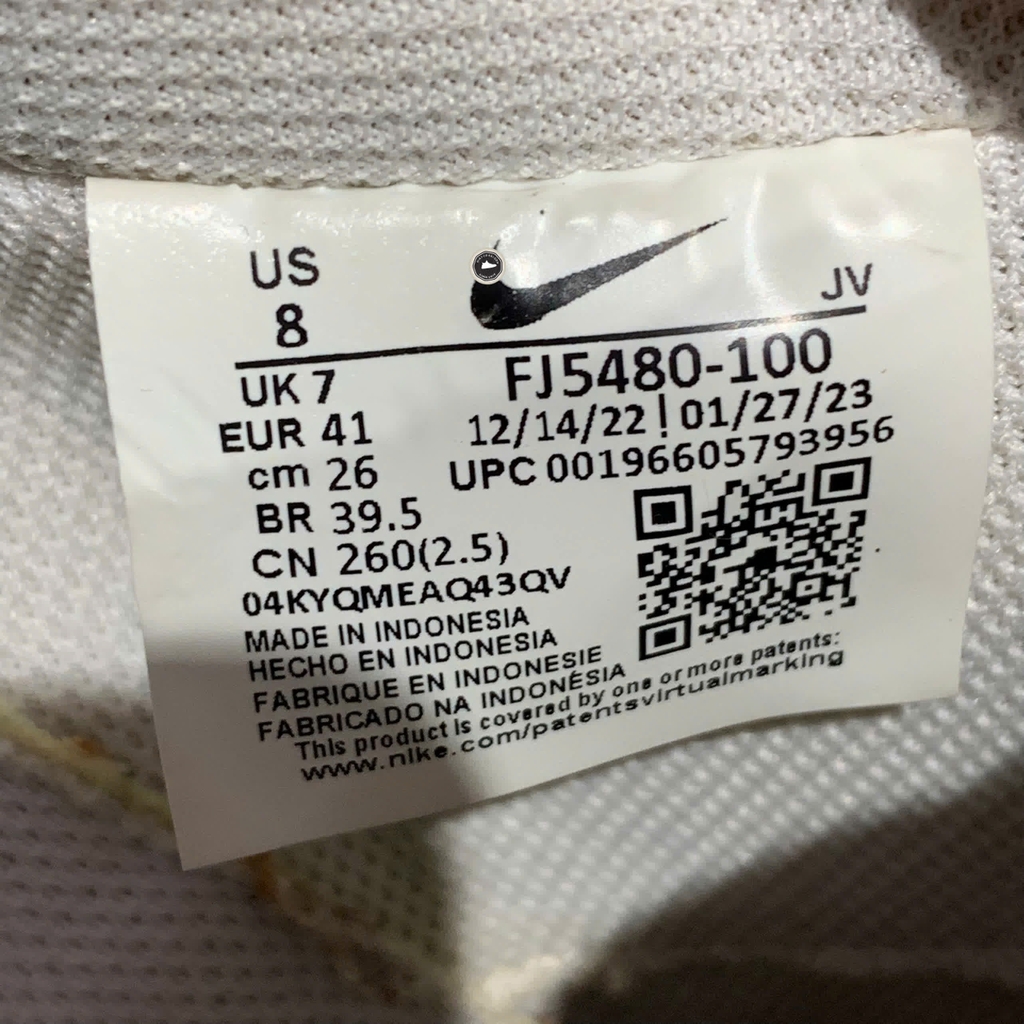 US
8
JV
UK 7
FJ5480-100
EUR 41
12/14/22 | 01/27/23
cm 26
UPC 00196605793956
BR 39.5
CN 260(2.5)
04KYQMEAQ43QV
MADE IN INDONESIA
HECHO EN INDONESIA
FABRIQUE EN INDONESIE
FABRICADO NA INDONÉSIA
This product is covered by one or more patents:
www.nike.com/patentsvirtualmarking